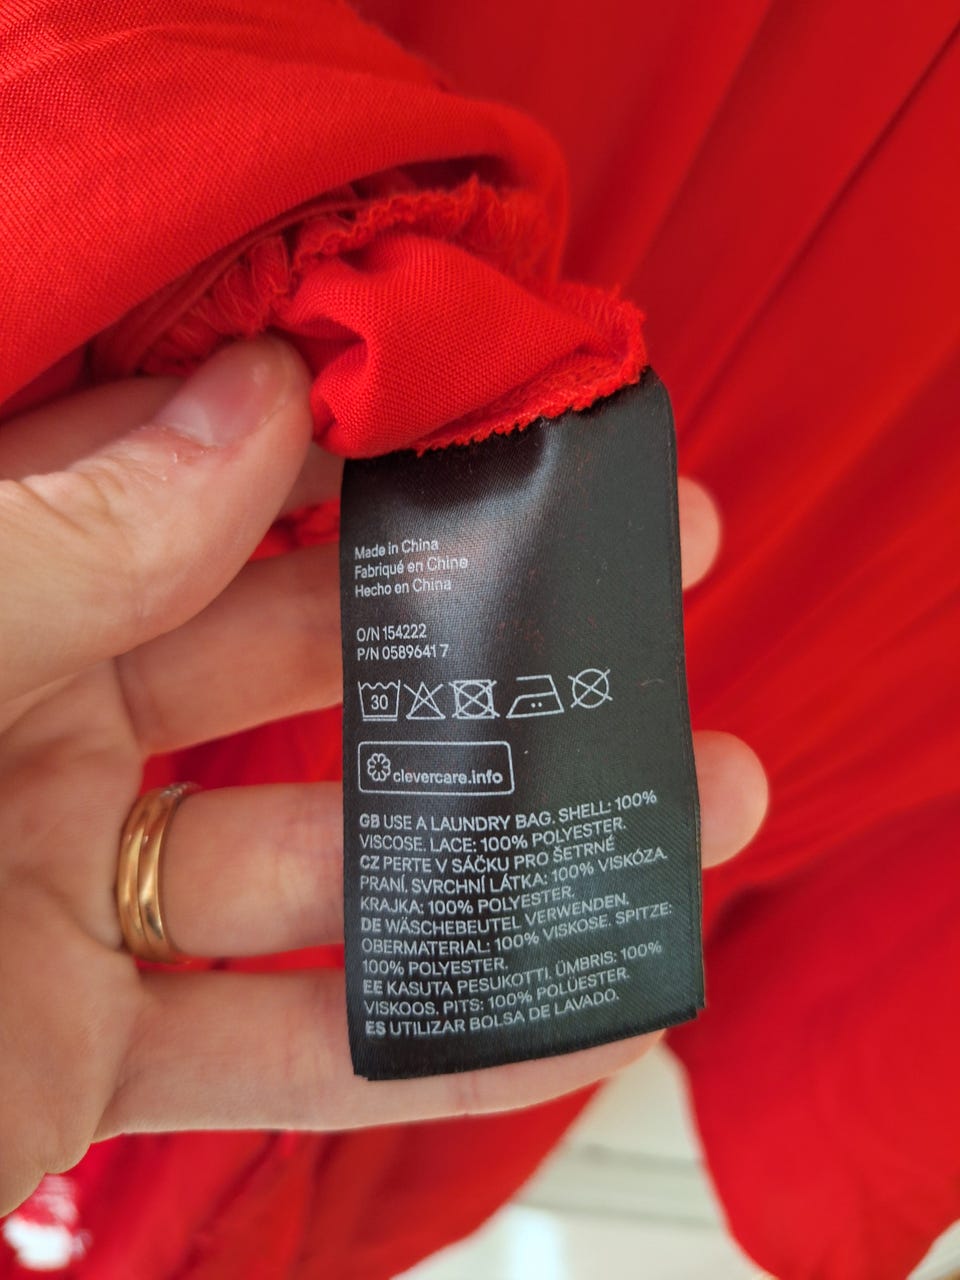 Made in China
Fabriqué en Chine
Hecho en China
O/N 154222
P/N 0589641 7
30
clevercare.info
GB USE A LAUNDRY BAG. SHELL: 100%
VISCOSE. LACE: 100% POLYESTER.
CZ PERTE V SÁČKU PRO ŠETRNÉ
PRANÍ. SVRCHNÍ LÁTKA: 100% VISKÓZA.
KRAJKA: 100% POLYESTER.
DE WÄSCHEBEUTEL VERWENDEN.
OBERMATERIAL: 100% VISKOSE. SPITZE:
100% POLYESTER.
EE KASUTA PESUKOTTI. ÜMBRIS: 100%
VISKOOS. PITS: 100% POLÜESTER.
ES UTILIZAR BOLSA DE LAVADO.